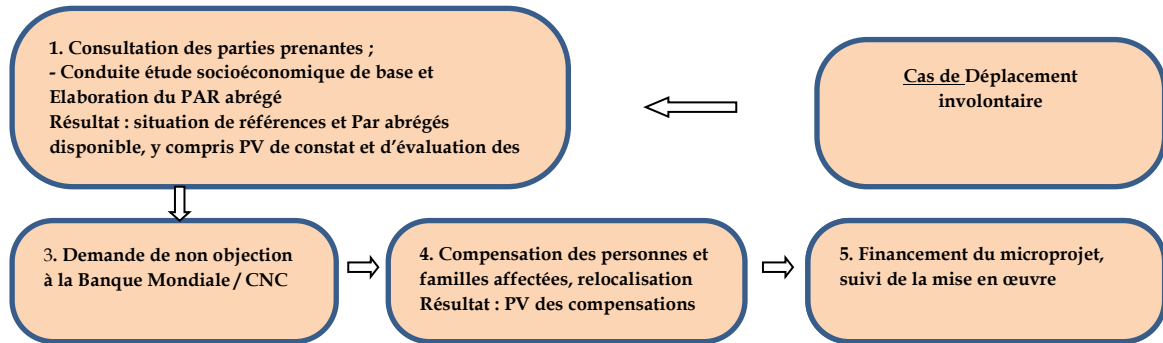 1. Consultation des parties prenantes ;
- Conduite étude socioéconomique de base et
Elaboration du PAR abrégé
Résultat : situation de références et Par abrégés
disponible, y compris PV de constat et d’évaluation des
Cas de Déplacement
involontaire
3. Demande de non objection
à la Banque Mondiale / CNC
4. Compensation des personnes et
familles affectées, relocalisation
Résultat : PV des compensations
5. Financement du microprojet,
suivi de la mise en œuvre